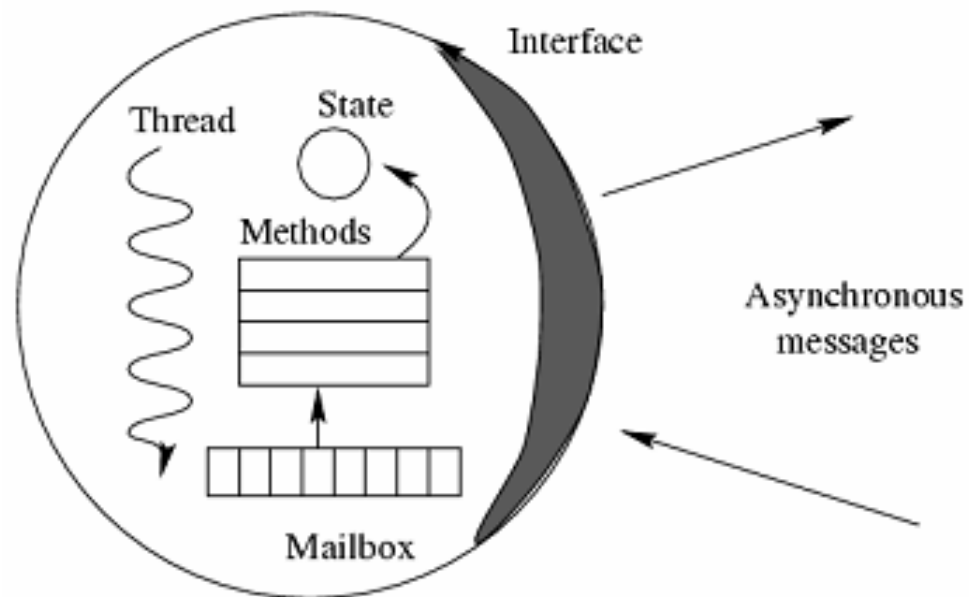 Interface
State
Thread
Methods
Asynchronous
messages
Mailbox